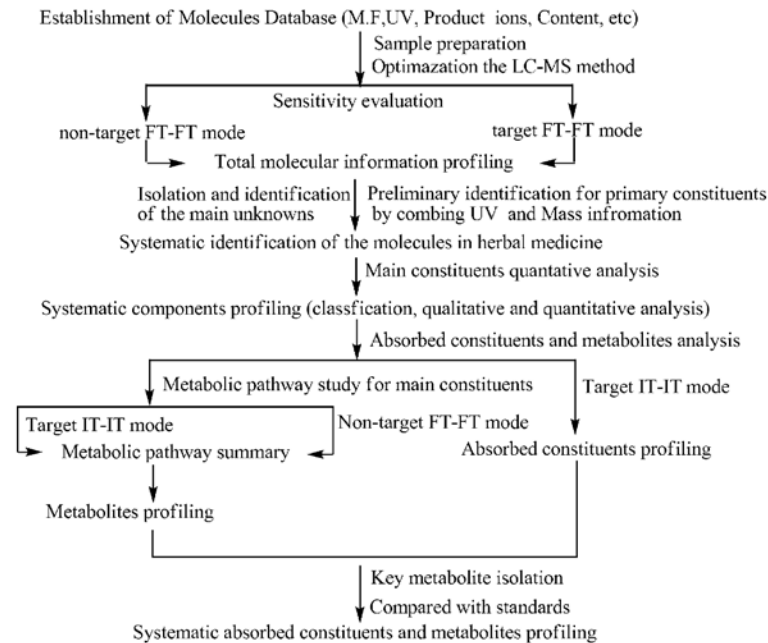 Establishment of Molecules Database (M.F,UV, Product ions, Content, etc)
Sample preparation
Optimazation the LC-MS method
Sensitivity evaluation
non-target FT-FT mode
target FT-FT mode
Total molecular information profiling
Isolation and identification
of the main unknowns
Preliminary identification for primary constituents
by combing UV and Mass infromation
Systematic identification of the molecules in herbal medicine
Main constituents quantative analysis
Systematic components profiling (classfication, qualitative and quantitative analysis)
Absorbed constituents and metabolites analysis
Metabolic pathway study for main constituents
Target IT-IT mode
Target IT-IT mode
Non-target FT-FT mode
Metabolic pathway summary
Absorbed constituents profiling
Metabolites profiling
Key metabolite isolation
Compared with standards
Systematic absorbed constituents and metabolites profiling